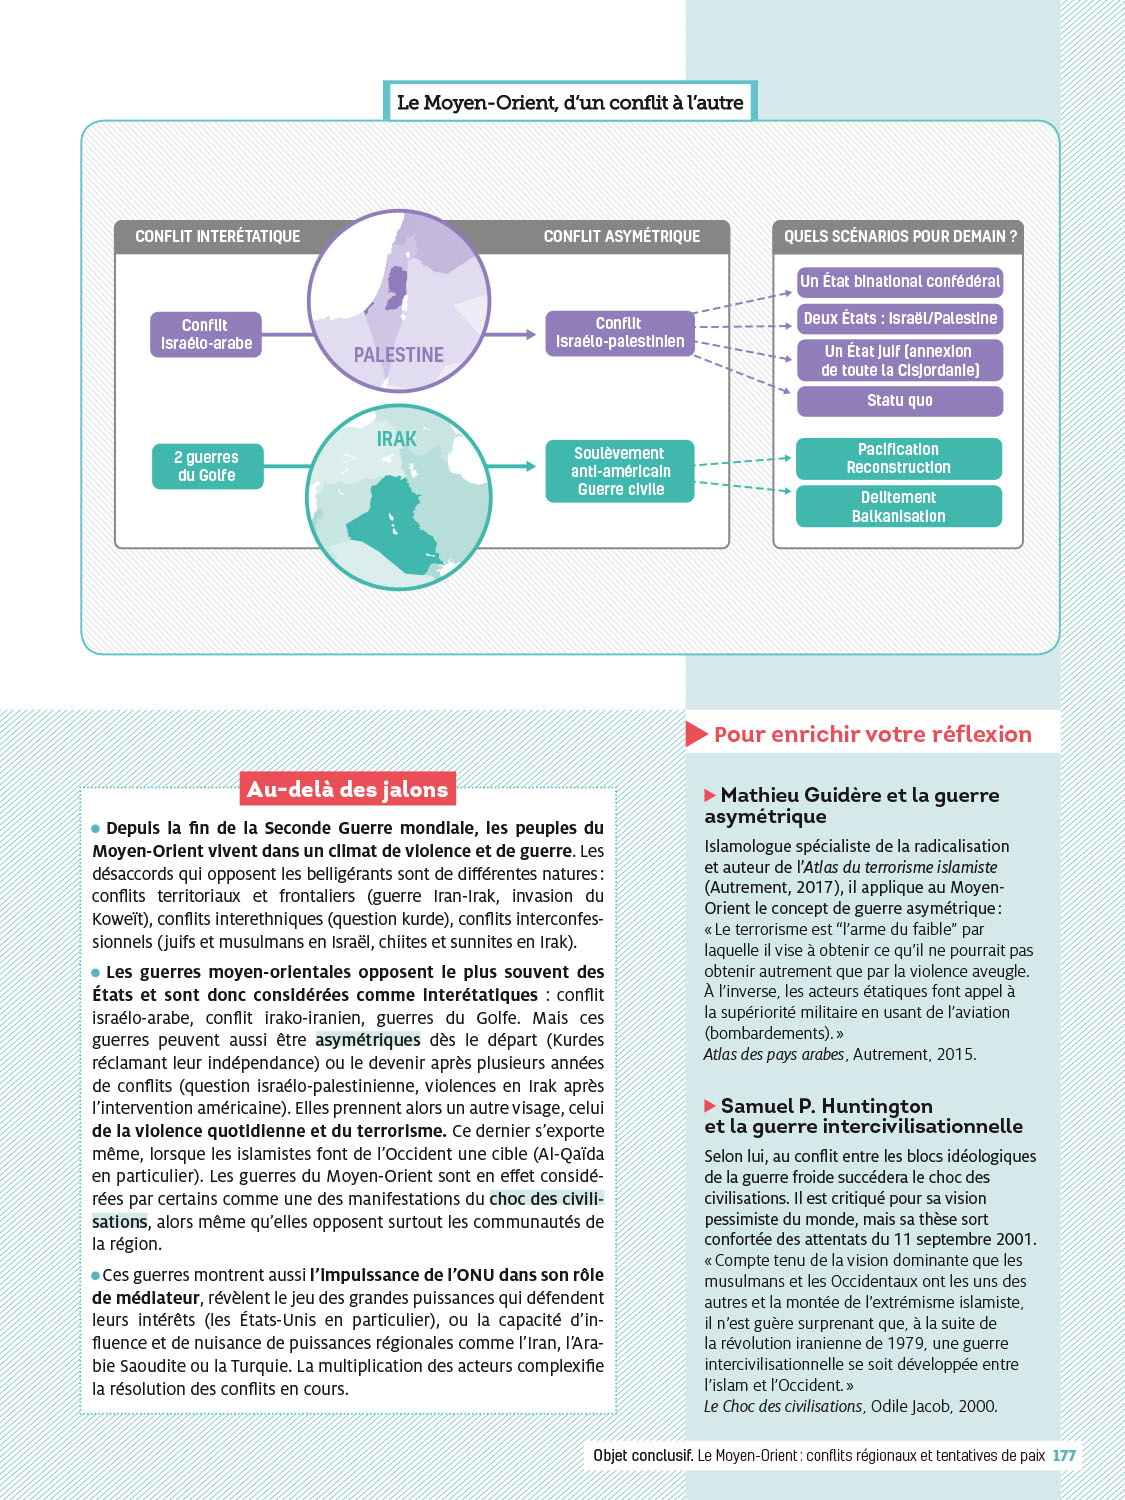 Le Moyen-Orient, d'un conflit à l'autre
CONFLIT INTERÉTATIQUE
CONFLIT ASYMÉTRIQUE
QUELS SCÉNARIOS POUR DEMAIN ?
Conflit
Israélo-arabe
PALESTINE
Conflit
Israélo-palestinien
Un État binational confédéral
Deux États : Israël/Palestine
Un État juif (annexion
de toute la Cisjordanie)
Statu quo
2 guerres
du Golfe
IRAK
Soulèvement
anti-américain
Guerre civile
Pacification
Reconstruction
Delitement
Balkanisation
Au-delà des jalons
• Depuis la fin de la Seconde Guerre mondiale, les peuples du
Moyen-Orient vivent dans un climat de violence et de guerre. Les
désaccords qui opposent les belligérants sont de différentes natures :
conflits territoriaux et frontaliers (guerre Iran-Irak, invasion du
Koweït), conflits interethniques (question kurde), conflits interconfes-
sionnels (juifs et musulmans en Israël, chiites et sunnites en Irak).
• Les guerres moyen-orientales opposent le plus souvent des
États et sont donc considérées comme interétatiques : conflit
israélo-arabe, conflit irako-iranien, guerres du Golfe. Mais ces
guerres peuvent aussi être asymétriques dès le départ (Kurdes
réclamant leur indépendance) ou le devenir après plusieurs années
de conflits (question israélo-palestinienne, violences en Irak après
l'intervention américaine). Elles prennent alors un autre visage, celui
de la violence quotidienne et du terrorisme. Ce dernier s'exporte
même, lorsque les islamistes font de l'Occident une cible (Al-Qaïda
en particulier). Les guerres du Moyen-Orient sont en effet considé-
rées par certains comme une des manifestations du choc des civili-
sations, alors même qu'elles opposent surtout les communautés de
la région.
• Ces guerres montrent aussi l'impuissance de l'ONU dans son rôle
de médiateur, révèlent le jeu des grandes puissances qui défendent
leurs intérêts (les États-Unis en particulier), ou la capacité d'in-
fluence et de nuisance de puissances régionales comme l'Iran, l'Ara-
bie Saoudite ou la Turquie. La multiplication des acteurs complexifie
la résolution des conflits en cours.
Pour enrichir votre réflexion
Mathieu Guidère et la guerre
asymétrique
Islamologue spécialiste de la radicalisation
et auteur de l'Atlas du terrorisme islamiste
(Autrement, 2017), il applique au Moyen-
Orient le concept de guerre asymétrique :
« Le terrorisme est "l'arme du faible" par
laquelle il vise à obtenir ce qu'il ne pourrait pas
obtenir autrement que par la violence aveugle.
À l'inverse, les acteurs étatiques font appel à
la supériorité militaire en usant de l'aviation
(bombardements). »
Atlas des pays arabes, Autrement, 2015.
Samuel P. Huntington
et la guerre intercivilisationnelle
Selon lui, au conflit entre les blocs idéologiques
de la guerre froide succédera le choc des
civilisations. Il est critiqué pour sa vision
pessimiste du monde, mais sa thèse sort
confortée des attentats du 11 septembre 2001.
« Compte tenu de la vision dominante que les
musulmans et les Occidentaux ont les uns des
autres et la montée de l'extrémisme islamiste,
il n'est guère surprenant que, à la suite de
la révolution iranienne de 1979, une guerre
intercivilisationnelle se soit développée entre
l'islam et l'Occident. »
Le Choc des civilisations, Odile Jacob, 2000.
Objet conclusif. Le Moyen-Orient : conflits régionaux et tentatives de paix 177